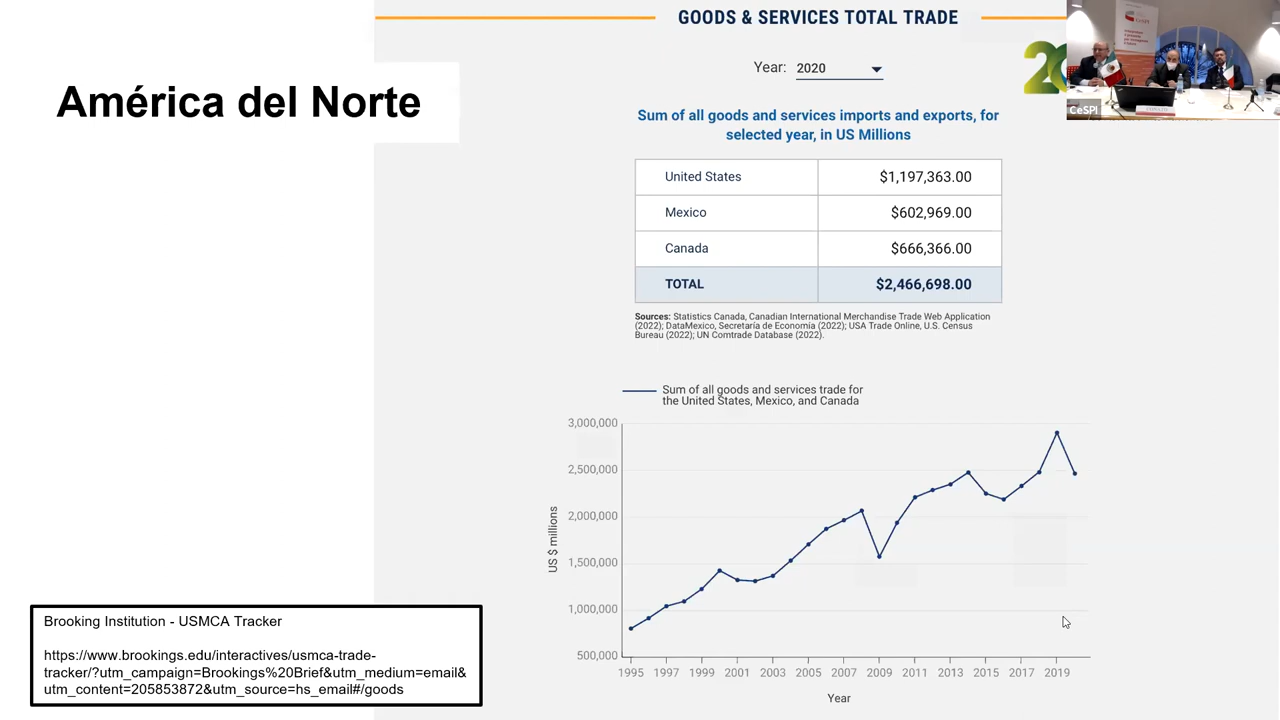 GOODS & SERVICES TOTAL TRADE
América del Norte
Year: 2020
Sum of all goods and services imports and exports, for
selected year, in US Millions
United States $1,197,363.00
Mexico $602,969.00
Canada $666,366.00
TOTAL $2,466,698.00
Sources: Statistics Canada, Canadian International Merchandise Trade Web Application
(2022); DataMexico, Secretaría de Economía (2022); USA Trade Online, U.S. Census
Bureau (2022); UN Comtrade Database (2022).
Sum of all goods and services trade for
the United States, Mexico, and Canada
3,000,000
2,500,000
2,000,000
1,500,000
1,000,000
500,000
US $ millions
1995 1997 1999 2001 2003 2005 2007 2009 2011 2013 2015 2017 2019
Year
Brooking Institution - USMCA Tracker
https://www.brookings.edu/interactives/usmca-trade-
tracker/?utm_campaign=Brookings%20Brief&utm_medium=email&
utm_content=205853872&utm_source=hs_email#/goods
CeSPI